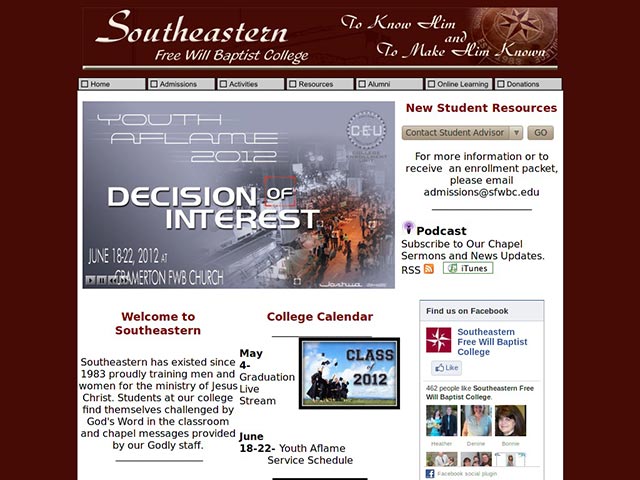 Southeastern
Free Will Baptist College
To Know Him
and
To Make Him Known
Home
Admissions
Activities
Resources
Alumni
Online Learning
Donations
YOUTH
AFLAME
2012
CEU
DECISION OF
INTEREST
JUNE 18-22, 2012 AT
CRAMERTON FWB CHURCH
Joshua
New Student Resources
Contact Student Advisor
GO
For more information or to
receive an enrollment packet,
please email
admissions@sfwbc.edu
Podcast
Subscribe to Our Chapel
Sermons and News Updates.
RSS
iTunes
Welcome to
Southeastern
Southeastern has existed since
1983 proudly training men and
women for the ministry of Jesus
Christ. Students at our college
find themselves challenged by
God's Word in the classroom
and chapel messages provided
by our Godly staff.
College Calendar
May
4-
Graduation
Live
Stream
CLASS
of
2012
June
18-22- Youth Aflame
Service Schedule
Find us on Facebook
Southeastern
Free Will Baptist
College
Like
462 people like Southeastern Free
Will Baptist College.
Heather
Denine
Bonnie
Facebook social plugin